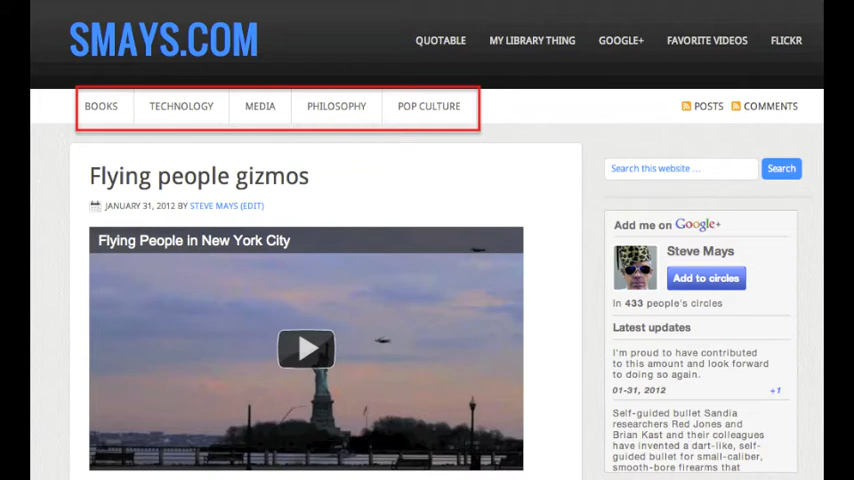 SMAYS.COM
QUOTABLE MY LIBRARY THING GOOGLE+ FAVORITE VIDEOS FLICKR
BOOKS TECHNOLOGY MEDIA PHILOSOPHY POP CULTURE
POSTS COMMENTS
Flying people gizmos
JANUARY 31, 2012 BY STEVE MAYS (EDIT)
Flying People in New York City
Search this website ... Search
Add me on Google+
Steve Mays
Add to circles
In 433 people's circles
Latest updates
I'm proud to have contributed
to this amount and look forward
to doing so again.
01-31, 2012 +1
Self-guided bullet Sandia
researchers Red Jones and
Brian Kast and their colleagues
have invented a dart-like, self-
guided bullet for small-caliber,
smooth-bore firearms that